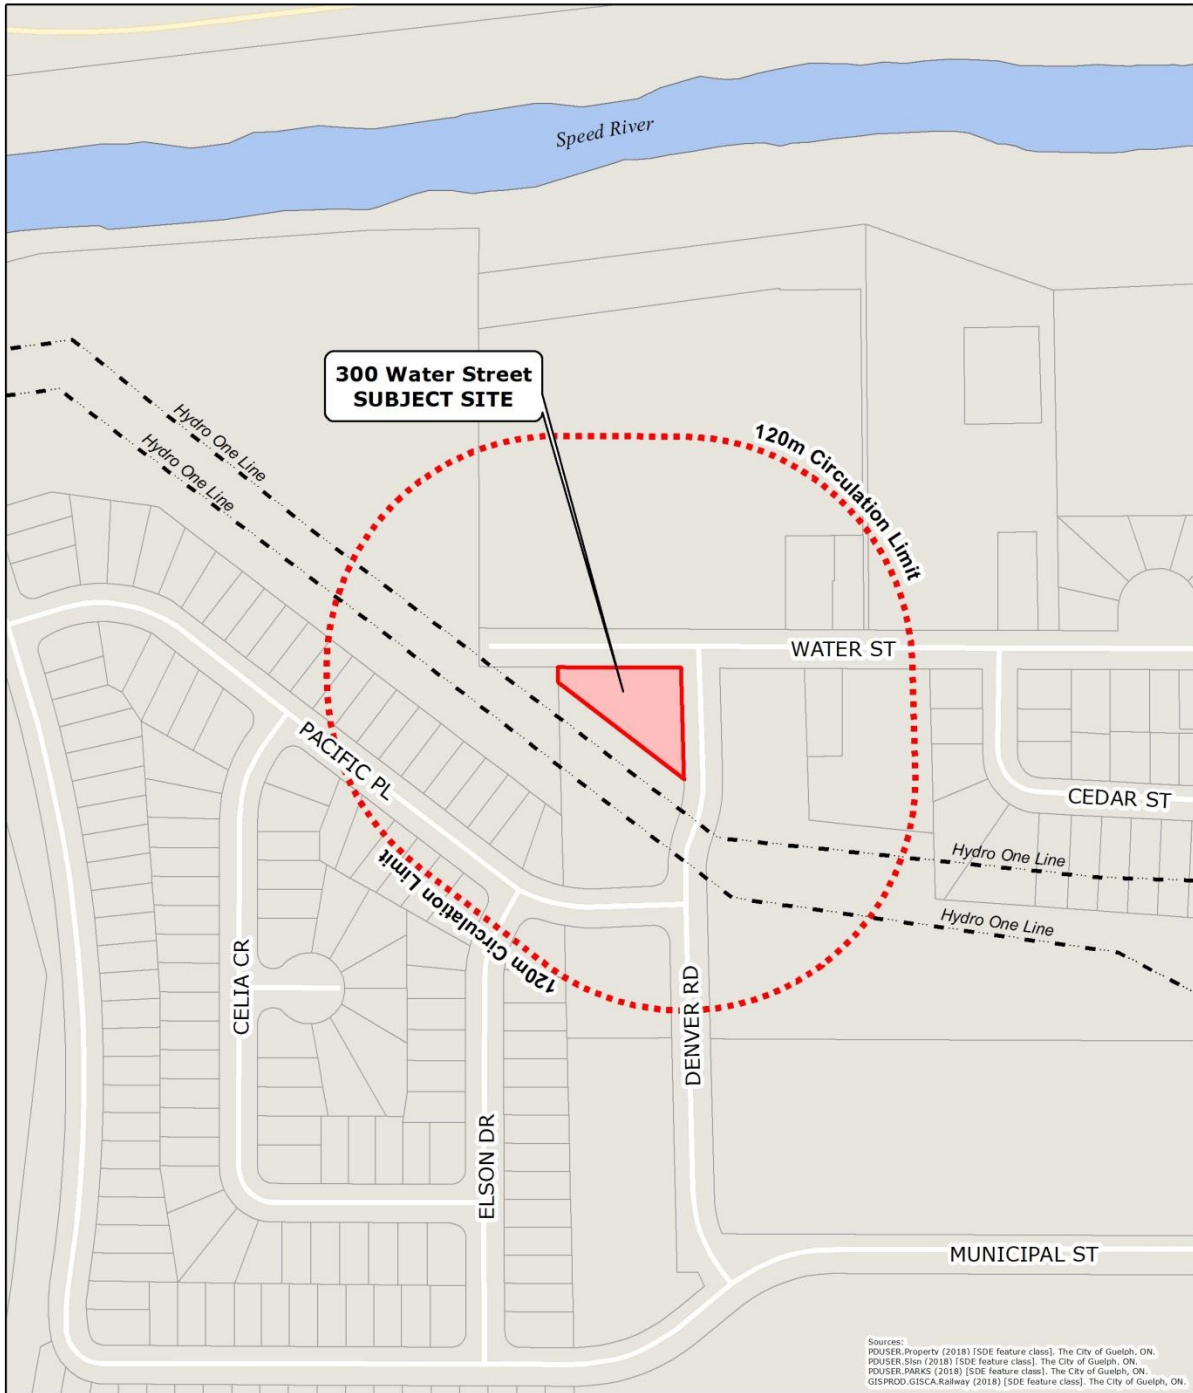 Speed River
300 Water Street
SUBJECT SITE
Hydro One Line
Hydro One Line
120m Circulation Limit
WATER ST
PACIFIC PL
CEDAR ST
Hydro One Line
120m Circulation Limit
Hydro One Line
CELIA CR
DENVER RD
ELSON DR
MUNICIPAL ST
Sources:
PDUSER.Property (2018) [SDE feature class]. The City of Guelph, ON.
PDUSER.Slsn (2018) [SDE feature class]. The City of Guelph, ON.
PDUSER.PARKS (2018) [SDE feature class]. The City of Guelph, ON.
GISPROD.GISCA.Railway (2018) [SDE feature class]. The City of Guelph, ON.